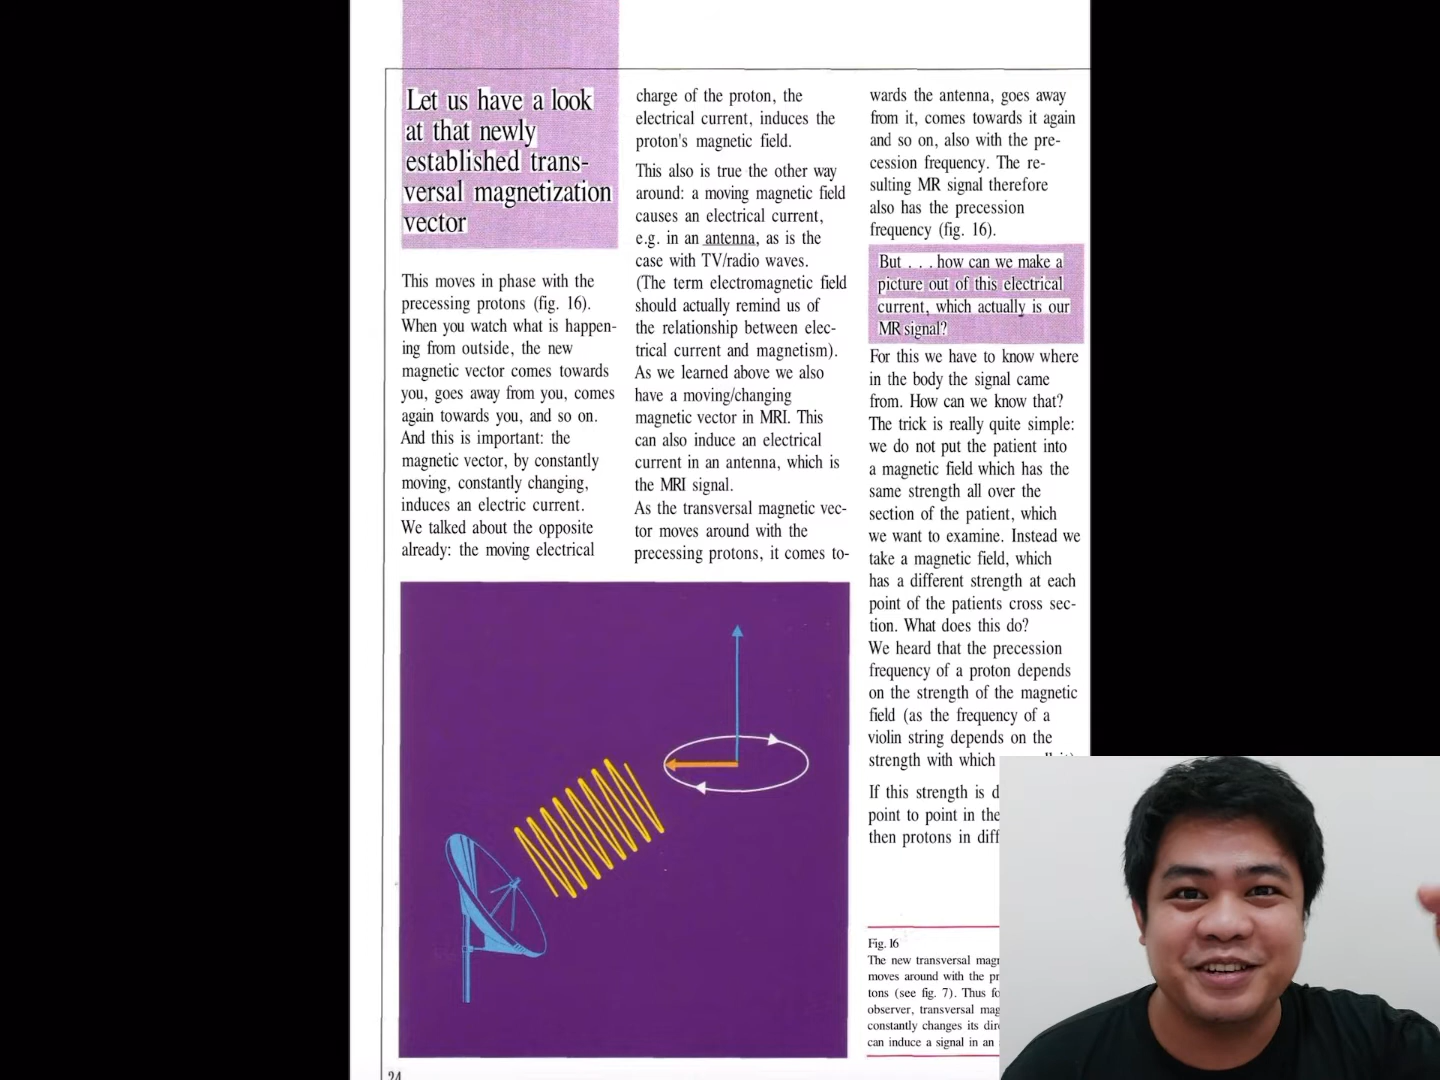 Let us have a look
at that newly
established trans-
versal magnetization
vector
This moves in phase with the
precessing protons (fig. 16).
When you watch what is happen-
ing from outside, the new
magnetic vector comes towards
you, goes away from you, comes
again towards you, and so on.
And this is important: the
magnetic vector, by constantly
moving, constantly changing,
induces an electric current.
We talked about the opposite
already: the moving electrical
charge of the proton, the
electrical current, induces the
proton's magnetic field.
This also is true the other way
around: a moving magnetic field
causes an electrical current,
e.g. in an antenna, as is the
case with TV/radio waves.
(The term electromagnetic field
should actually remind us of
the relationship between elec-
trical current and magnetism).
As we learned above we also
have a moving/changing
magnetic vector in MRI. This
can also induce an electrical
current in an antenna, which is
the MRI signal.
As the transversal magnetic vec-
tor moves around with the
precessing protons, it comes to-
wards the antenna, goes away
from it, comes towards it again
and so on, also with the pre-
cession frequency. The re-
sulting MR signal therefore
also has the precession
frequency (fig. 16).
But . . . how can we make a
picture out of this electrical
current, which actually is our
MR signal?
For this we have to know where
in the body the signal came
from. How can we know that?
The trick is really quite simple:
we do not put the patient into
a magnetic field which has the
same strength all over the
section of the patient, which
we want to examine. Instead we
take a magnetic field, which
has a different strength at each
point of the patients cross sec-
tion. What does this do?
We heard that the precession
frequency of a proton depends
on the strength of the magnetic
field (as the frequency of a
violin string depends on the
strength with which
If this strength is d
point to point in the
then protons in diff
Fig. 16
The new transversal magn
moves around with the pr
tons (see fig. 7). Thus fo
observer, transversal mag
constantly changes its dire
can induce a signal in an
24